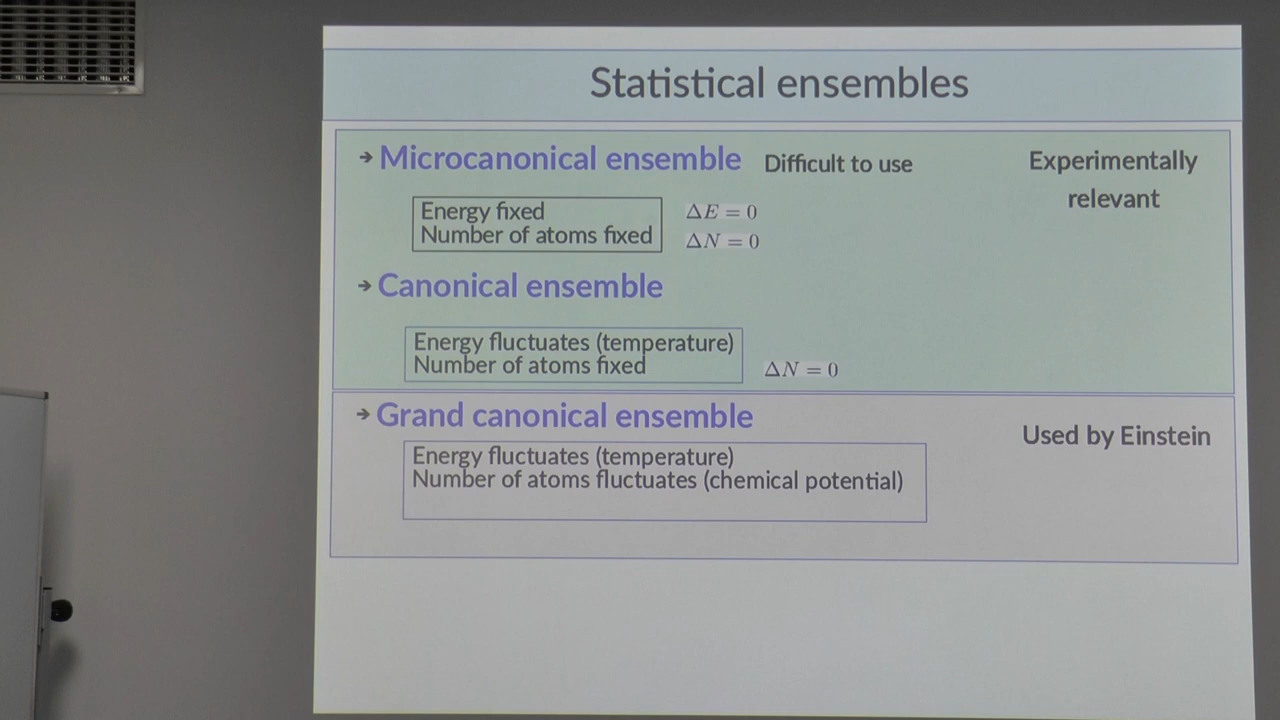 Statistical ensembles
→ Microcanonical ensemble Difficult to use
Experimentally
relevant
Energy fixed
Number of atoms fixed
ΔE = 0
ΔN = 0
→ Canonical ensemble
Energy fluctuates (temperature)
Number of atoms fixed
ΔN = 0
→ Grand canonical ensemble
Used by Einstein
Energy fluctuates (temperature)
Number of atoms fluctuates (chemical potential)